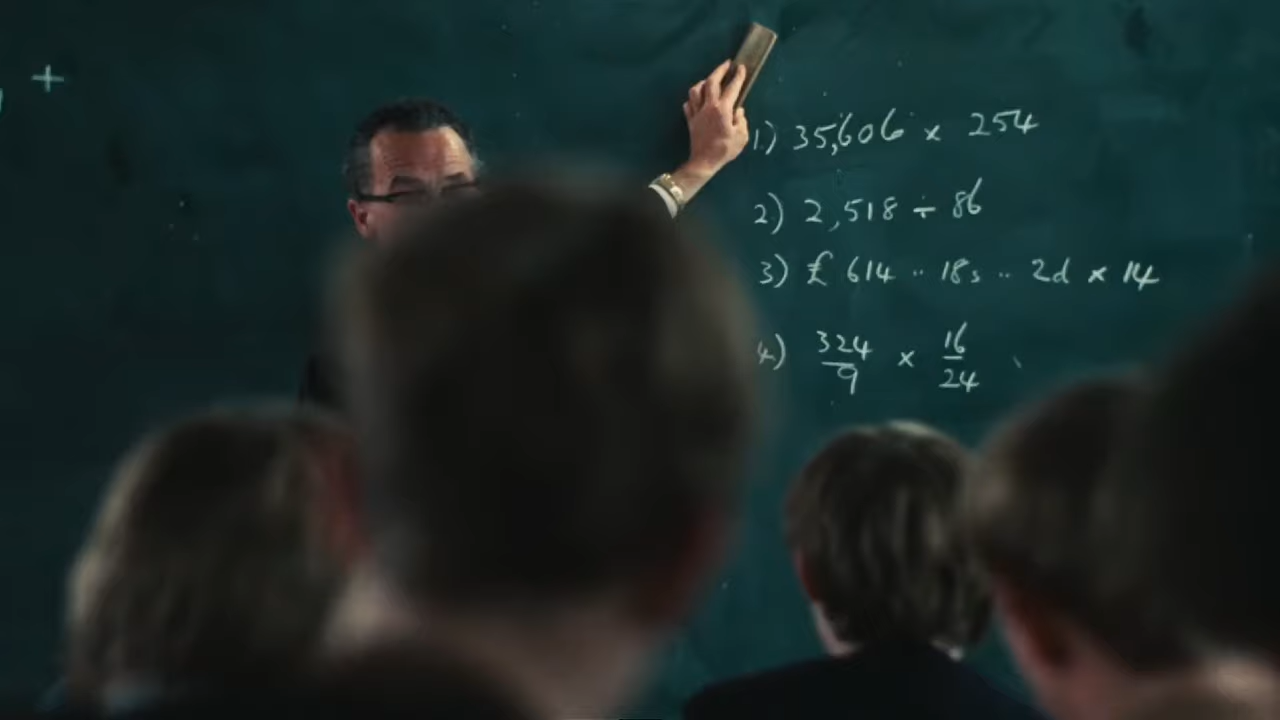 +
1) 35,606 × 254
2) 2,518 ÷ 86
3) £ 614 .. 18s .. 2d × 14
4) 324/9 × 16/24